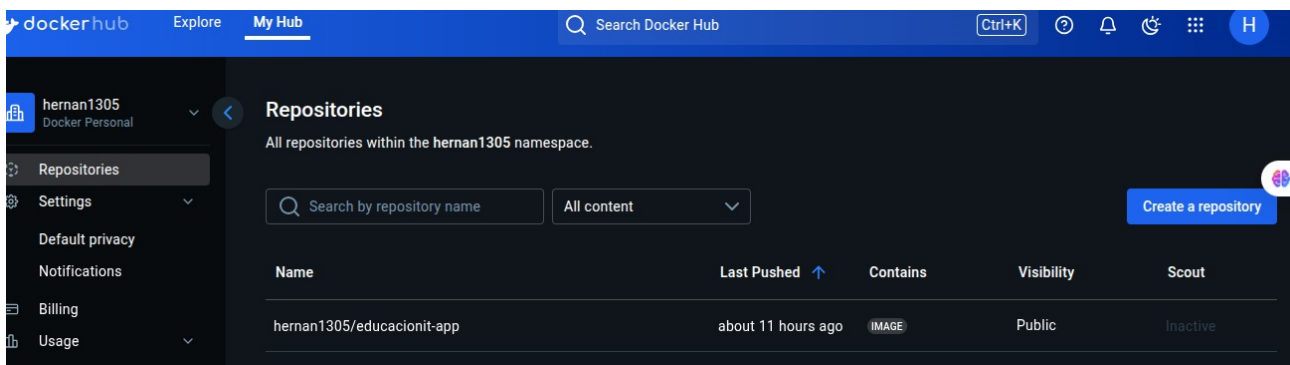 dockerhub Explore My Hub Search Docker Hub Ctrl+K H
hernan1305
Docker Personal
Repositories
Settings
Default privacy
Notifications
Billing
Usage
Repositories
All repositories within the hernan1305 namespace.
Search by repository name All content Create a repository
Name Last Pushed Contains Visibility Scout
hernan1305/educacionit-app about 11 hours ago IMAGE Public Inactive